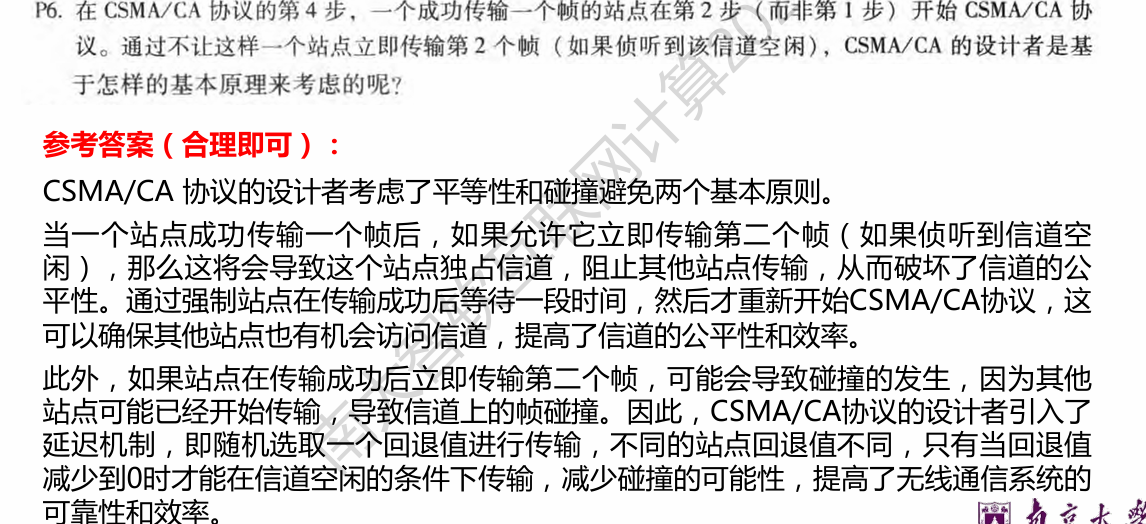 P6. 在 CSMA/CA 协议的第 4 步，一个成功传输一个帧的站点在第 2 步（而非第 1 步）开始 CSMA/CA 协
议。通过不让这样一个站点立即传输第 2 个帧（如果侦听到该信道空闲），CSMA/CA 的设计者是基
于怎样的基本原理来考虑的呢？
参考答案（合理即可）：
CSMA/CA 协议的设计者考虑了平等性和碰撞避免两个基本原则。
当一个站点成功传输一个帧后，如果允许它立即传输第二个帧（如果侦听到信道空
闲），那么这将会导致这个站点独占信道，阻止其他站点传输，从而破坏了信道的公
平性。通过强制站点在传输成功后等待一段时间，然后才重新开始CSMA/CA协议，这
可以确保其他站点也有机会访问信道，提高了信道的公平性和效率。
此外，如果站点在传输成功后立即传输第二个帧，可能会导致碰撞的发生，因为其他
站点可能已经开始传输，导致信道上的帧碰撞。因此，CSMA/CA协议的设计者引入了
延迟机制，即随机选取一个回退值进行传输，不同的站点回退值不同，只有当回退值
减少到0时才能在信道空闲的条件下传输，减少碰撞的可能性，提高了无线通信系统的
可靠性和效率。
南京大学